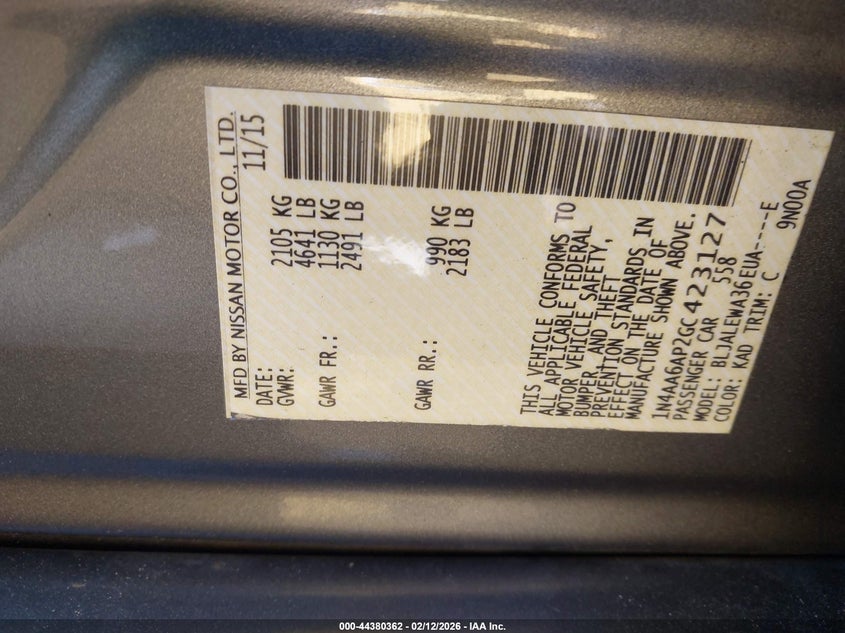 MFD BY NISSAN MOTOR CO., LTD.
DATE: 11/15
GVWR: 2105 KG
4641 LB
GAWR FR.: 1130 KG
2491 LB
GAWR RR.: 990 KG
2183 LB
THIS VEHICLE CONFORMS TO
ALL APPLICABLE FEDERAL
MOTOR VEHICLE SAFETY,
BUMPER, AND THEFT
PREVENTION STANDARDS IN
EFFECT ON THE DATE OF
MANUFACTURE SHOWN ABOVE.
1N4AA6AP2GC423127
PASSENGER CAR 558
MODEL: BLJALEWA36EUA----E
COLOR: KAD TRIM: C 9N00A
000-44380362 - 02/12/2026 - IAA Inc.